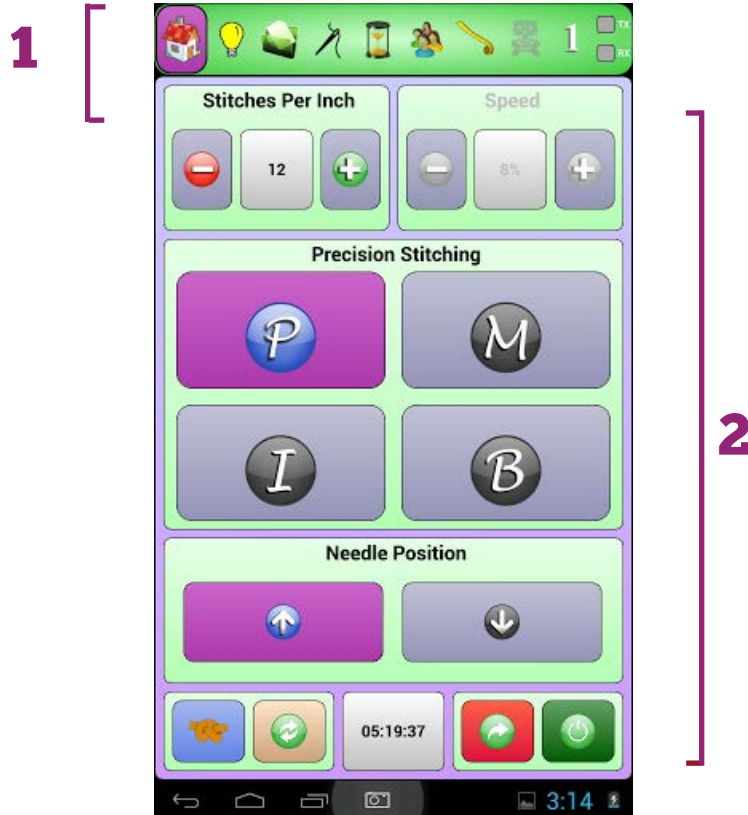 1
1
TX
RX
Stitches Per Inch
Speed
12
8%
2
Precision Stitching
P
M
I
B
Needle Position
05:19:37
3:14